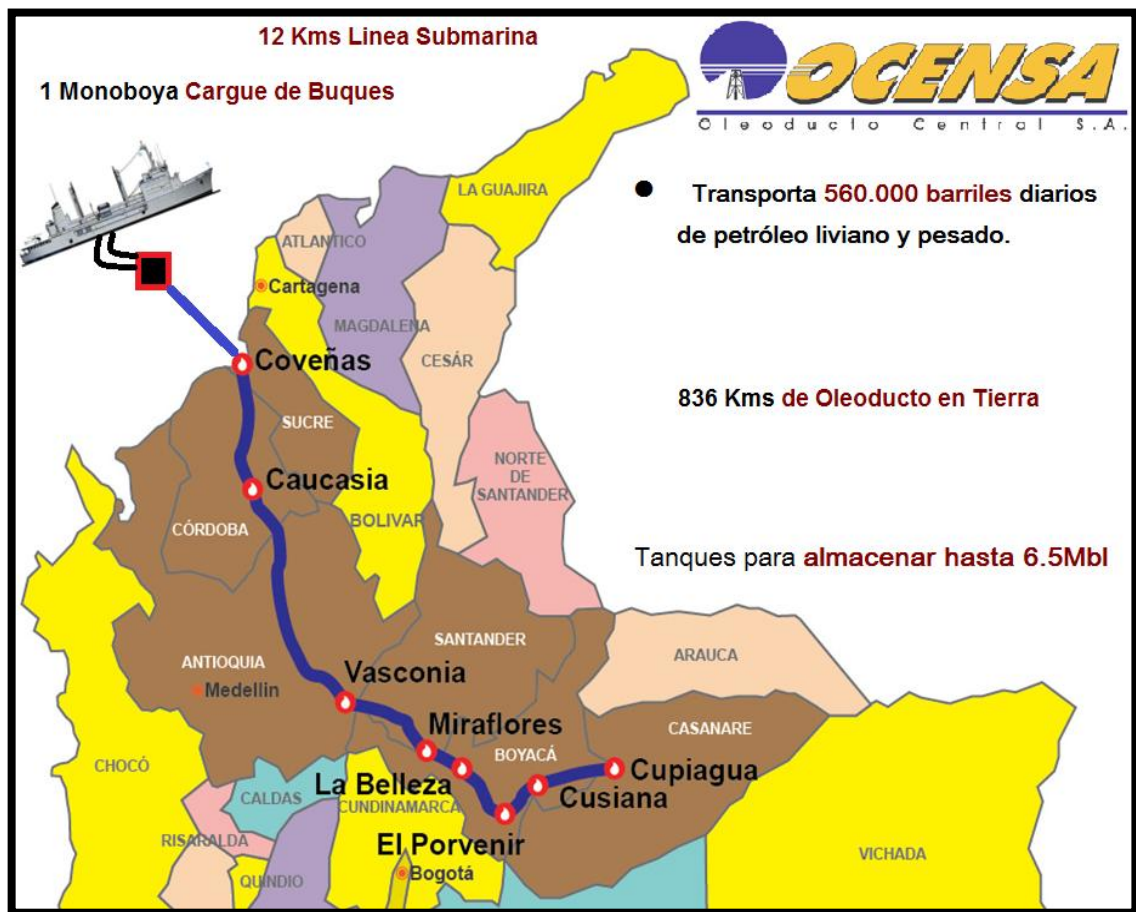 12 Kms Linea Submarina
1 Monoboya Cargue de Buques
OCENSA
Oleoducto Central S.A.
LA GUAJIRA
Transporta 560.000 barriles diarios
de petróleo liviano y pesado.
ATLANTICO
Cartagena
MAGDALENA
CESÁR
Coveñas
836 Kms de Oleoducto en Tierra
SUCRE
NORTE
DE
SANTANDER
Caucasia
BOLIVAR
CÓRDOBA
Tanques para almacenar hasta 6.5Mbl
SANTANDER
ARAUCA
ANTIOQUIA
Medellin
Vasconia
Miraflores
CASANARE
BOYACÁ
CHOCÓ
Cupiagua
La Belleza
Cusiana
CALDAS
CUNDINAMARCA
RISARALDA
El Porvenir
VICHADA
Bogotá
QUINDIO